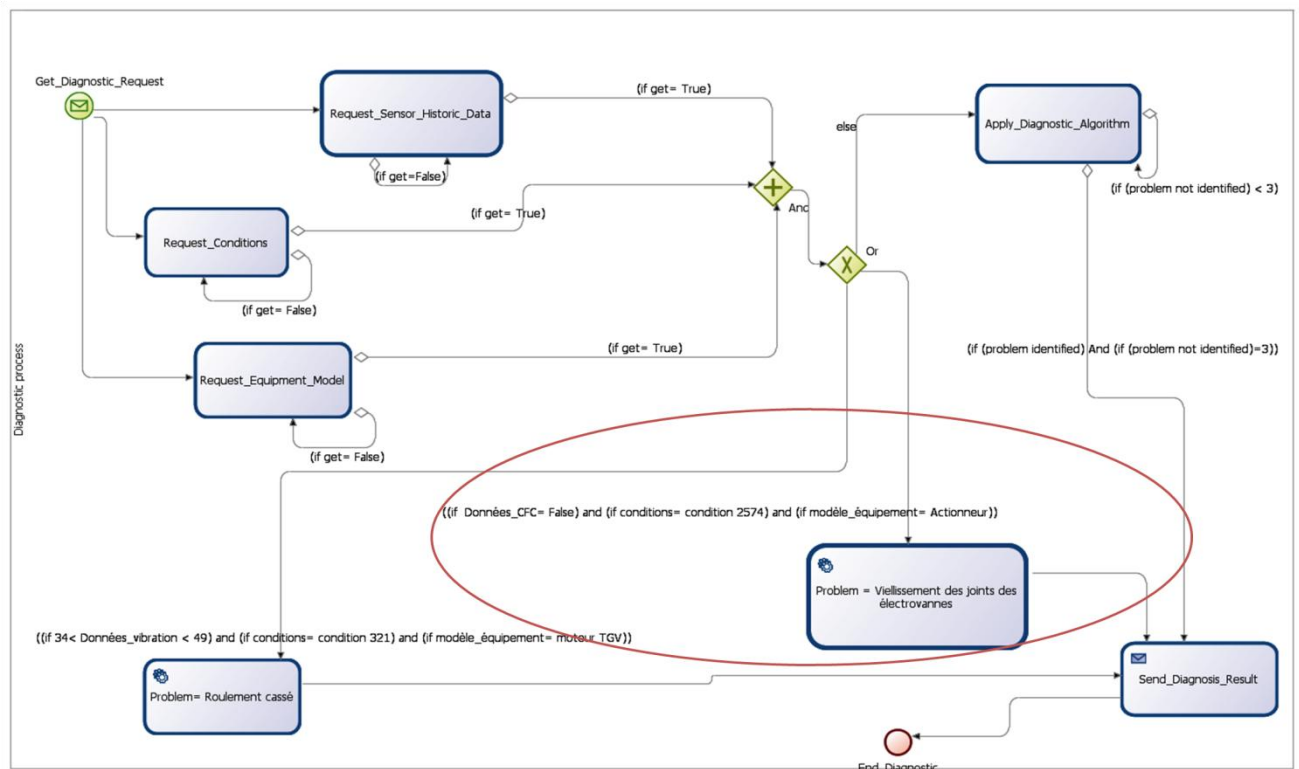 Get_Diagnostic_Request
Request_Sensor_Historic_Data
(if get= True)
(if get=False)
else
Apply_Diagnostic_Algorithm
(if (problem not identified) < 3)
Request_Conditions
(if get= True)
(if get= False)
And
Or
Request_Equipment_Model
(if get= True)
(if get= False)
(if (problem identified) And (if (problem not identified)=3))
Diagnostic process
((if Données_CFC= False) and (if conditions= condition 2574) and (if modèle_équipement= Actionneur))
Problem = Viellissement des joints des
électrovannes
((if 34< Données_vibration < 49) and (if conditions= condition 321) and (if modèle_équipement= moteur TGV))
Problem= Roulement cassé
Send_Diagnosis_Result
End_Diagnostic